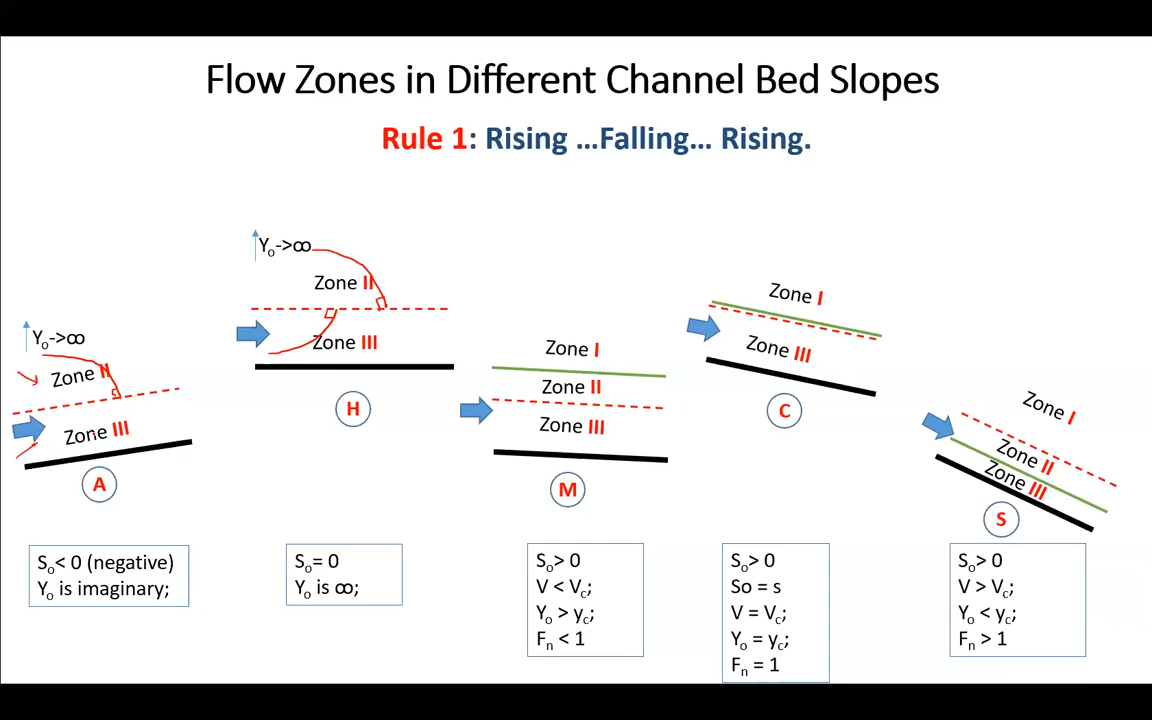 Flow Zones in Different Channel Bed Slopes
Rule 1: Rising ...Falling... Rising.
Yo->∞
Zone II
Zone III
A
So< 0 (negative)
Yo is imaginary;
Yo->∞
Zone II
Zone III
H
So= 0
Yo is ∞;
Zone I
Zone II
Zone III
M
So> 0
V < Vc;
Yo > yc;
Fn < 1
Zone I
Zone III
C
So> 0
So = s
V = Vc;
Yo = yc;
Fn = 1
Zone I
Zone II
Zone III
S
So> 0
V > Vc;
Yo < yc;
Fn > 1